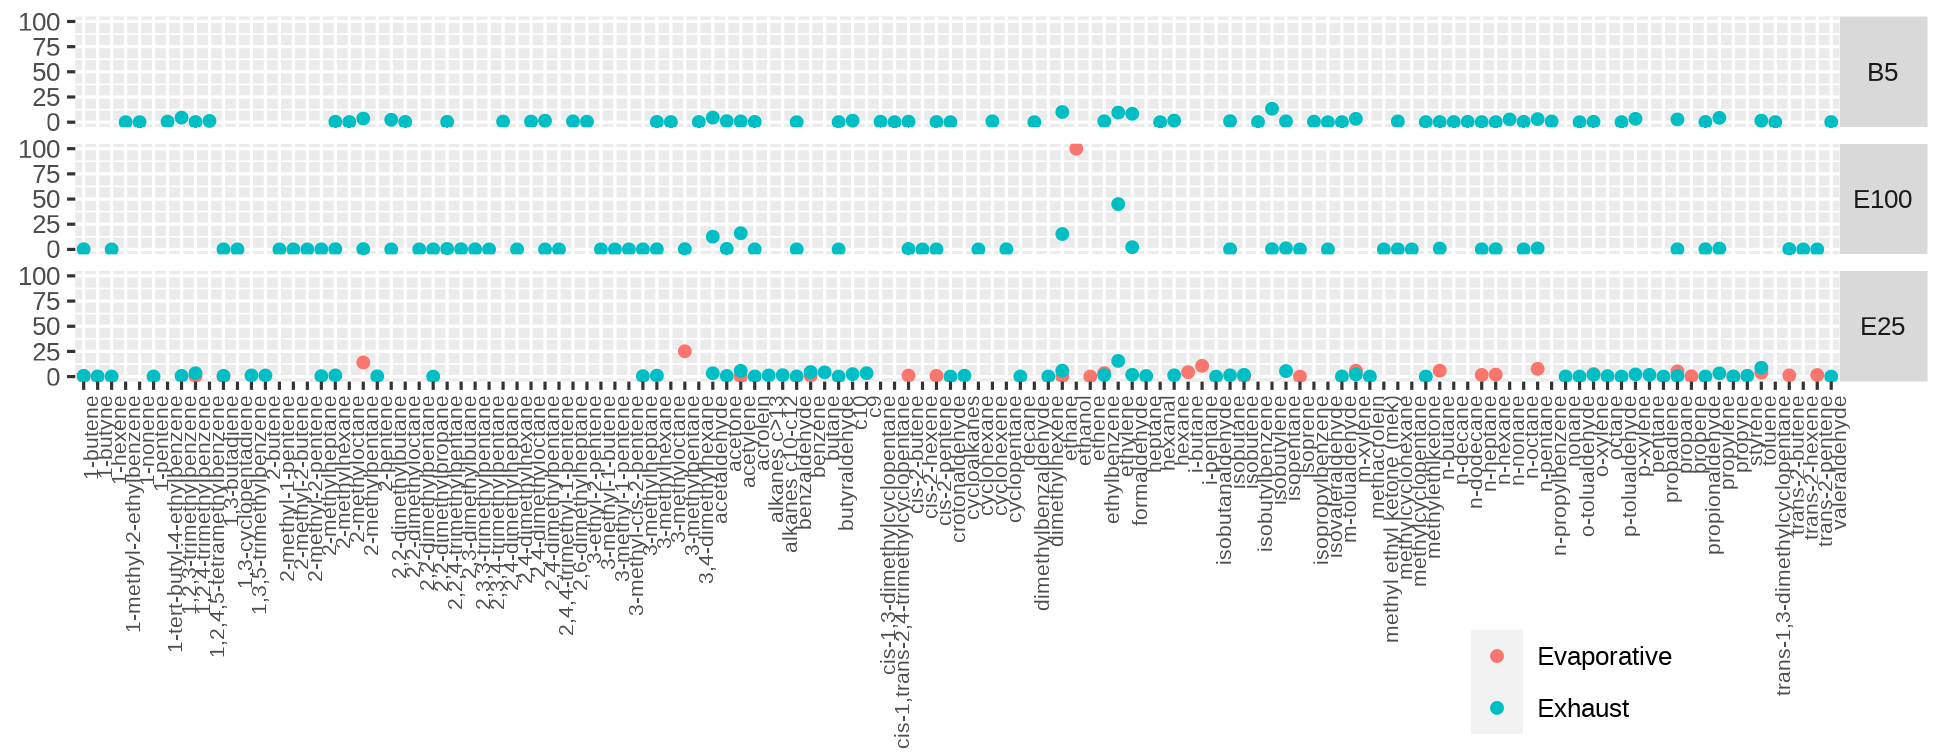 100
75
50
25
0
B5
100
75
50
25
0
E100
100
75
50
25
0
E25
1-butene
1-butyne
1-hexene
1-methyl-2-ethylbenzene
1-nonene
1-pentene
1-tert-butyl-4-ethylbenzene
1,2,3-trimethylbenzene
1,2,4-trimethylbenzene
1,2,4,5-tetramethylbenzene
1,3-butadiene
1,3-cyclopentadiene
1,3,5-trimethylbenzene
2-butene
2-methyl-1-pentene
2-methyl-2-butene
2-methyl-2-pentene
2-methylheptane
2-methylhexane
2-methyloctane
2-methylpentane
2-pentene
2,2-dimethylbutane
2,2-dimethyloctane
2,2-dimethylpentane
2,2-dimethylpropane
2,2,4-trimethylpentane
2,3-dimethylbutane
2,3,3-trimethylpentane
2,3,4-trimethylpentane
2,4-dimethylheptane
2,4-dimethylhexane
2,4-dimethyloctane
2,4-dimethylpentane
2,4,4-trimethyl-1-pentene
2,6-dimethylheptane
3-ethyl-2-pentene
3-methyl-1-butene
3-methyl-1-pentene
3-methyl-cis-2-pentene
3-methylheptane
3-methylhexane
3-methyloctane
3-methylpentane
3,4-dimethylhexane
acetaldehyde
acetone
acetylene
acrolein
alkanes c>13
alkanes c10-c12
benzaldehyde
benzene
butane
butyraldehyde
c10
c9
cis-1,3-dimethylcyclopentane
cis-1,trans-2,4-trimethylcyclopentane
cis-2-butene
cis-2-hexene
cis-2-pentene
crotonaldehyde
cycloalkanes
cyclohexane
cyclohexene
cyclopentane
decane
dimethylbenzaldehyde
dimethylhexene
ethane
ethanol
ethene
ethylbenzene
ethylene
formaldehyde
heptane
hexanal
hexane
i-butane
i-pentane
isobutanaldehyde
isobutane
isobutene
isobutylbenzene
isobutylene
isopentane
isoprene
isopropylbenzene
isovaleraldehyde
m-tolualdehyde
m-xylene
methacrolein
methyl ethyl ketone (mek)
methylcyclohexane
methylcyclopentane
methylethlketone
n-butane
n-decane
n-dodecane
n-heptane
n-hexane
n-nonane
n-octane
n-pentane
n-propylbenzene
nonane
o-tolualdehyde
o-xylene
octane
p-tolualdehyde
p-xylene
pentane
propadiene
propane
propene
propionaldehyde
propylene
propyne
styrene
toluene
trans-1,3-dimethylcyclopentane
trans-2-butene
trans-2-hexene
trans-2-pentene
valeraldehyde
Evaporative
Exhaust